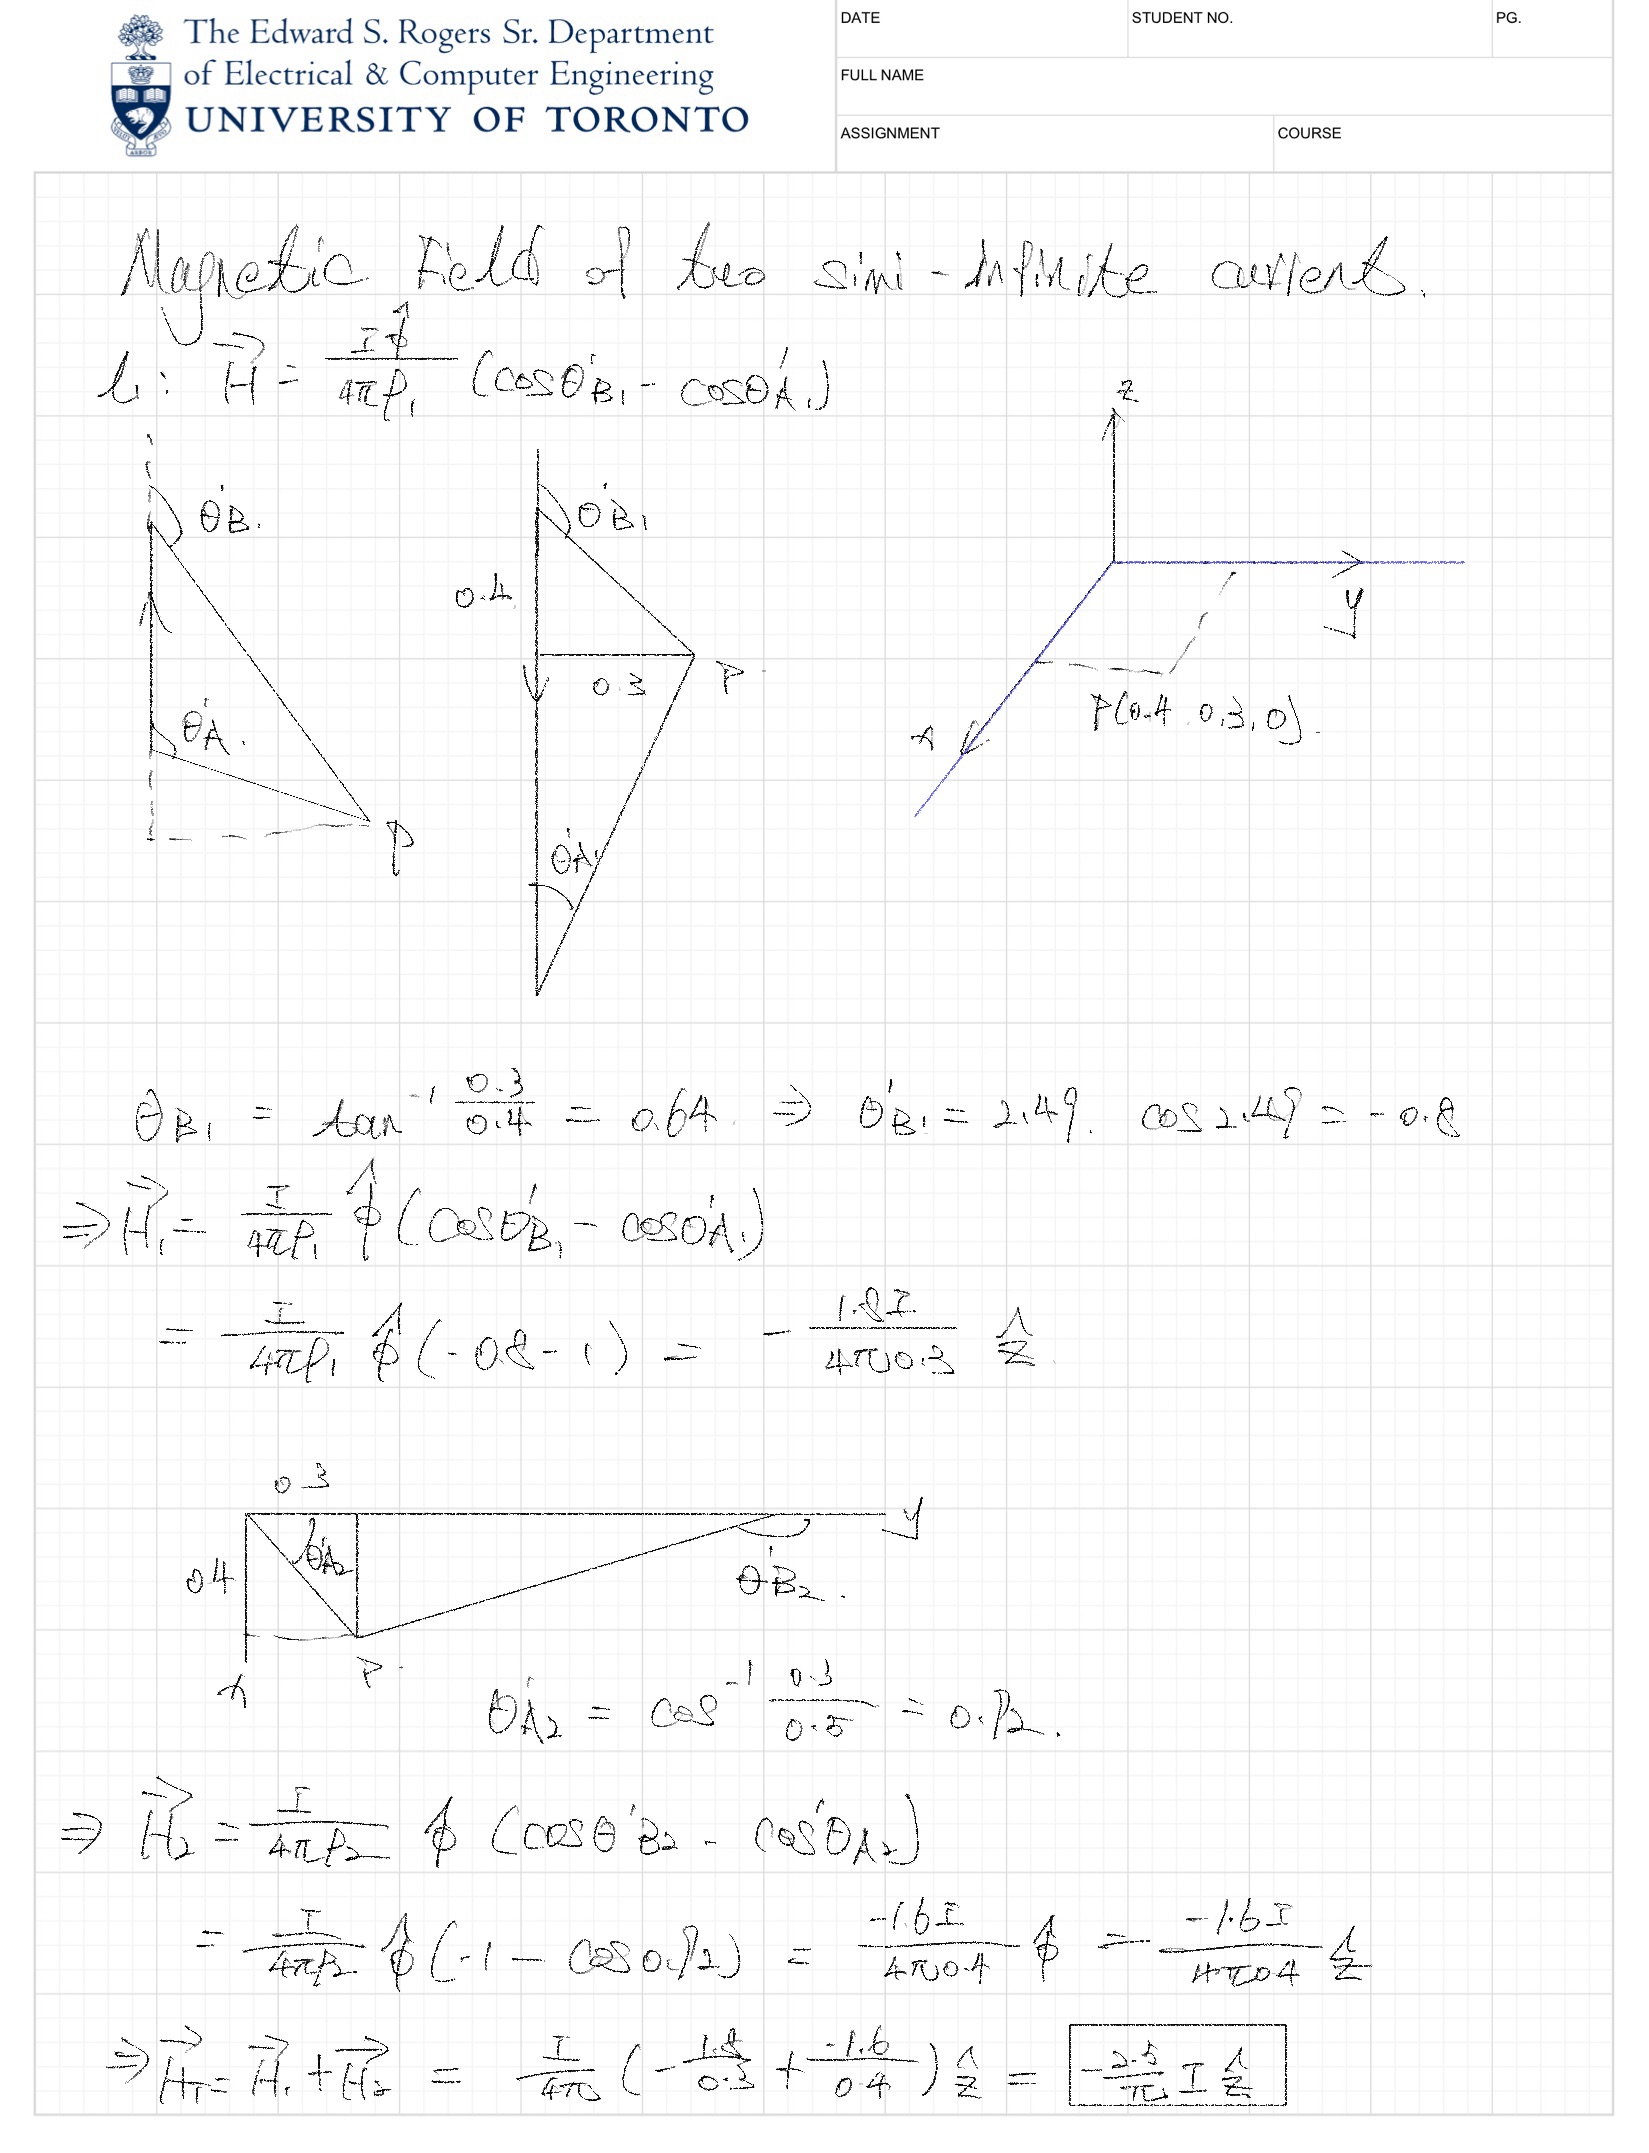 The Edward S. Rogers Sr. Department
of Electrical & Computer Engineering
UNIVERSITY OF TORONTO
DATE
STUDENT NO.
PG.
FULL NAME
ASSIGNMENT
COURSE
Magnetic Field of two simi-infinite current.
l₁: H⃗ = Iφ̂ / 4πρ₁ (cosθ'B₁ - cosθ'A₁)
θ'B.
θ'A.
P
θ'B₁
0.4
0.3
P
θ'A₁
z
y
x
P(0.4 0.3, 0).
θB₁ = tan⁻¹ 0.3/0.4 = 0.64 ⇒ θ'B₁ = 2.49. cos 2.49 = -0.8
⇒ H⃗₁ = I/4πρ₁ φ̂ (cosθ'B₁ - cosθ'A₁)
= I/4πρ₁ φ̂ (-0.8 - 1) = - 1.8I/4π0.3 ẑ
0.3
y
0.4
θ'A₂
θ'B₂.
x
P
θ'A₂ = cos⁻¹ 0.3/0.5 = 0.92.
⇒ H⃗₂ = I/4πρ₂ φ̂ (cosθ'B₂ - cos'θA₂)
= I/4πρ₂ φ̂ (-1 - cos0.92) = -1.6I/4π0.4 φ̂ = -1.6I/4π0.4 ẑ
⇒ H⃗T = H⃗₁ + H⃗₂ = I/4π (-1.8/0.3 + -1.6/0.4) ẑ = -2.5/π I ẑ